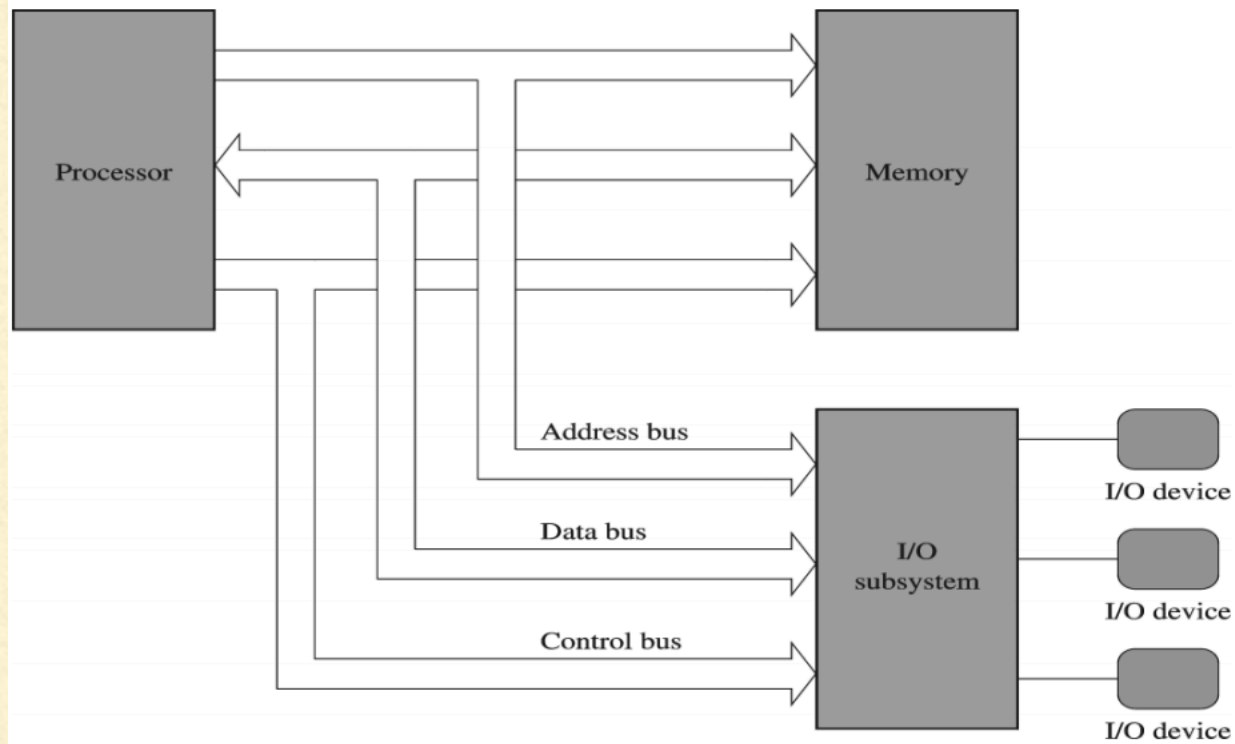 Processor
Memory
Address bus
I/O device
Data bus
I/O
subsystem
I/O device
Control bus
I/O device